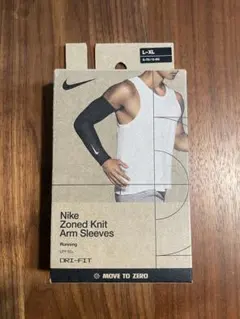 L-XL
Nike
Zoned Knit
Arm Sleeves
Running
DRI-FIT
MOVE TO ZERO